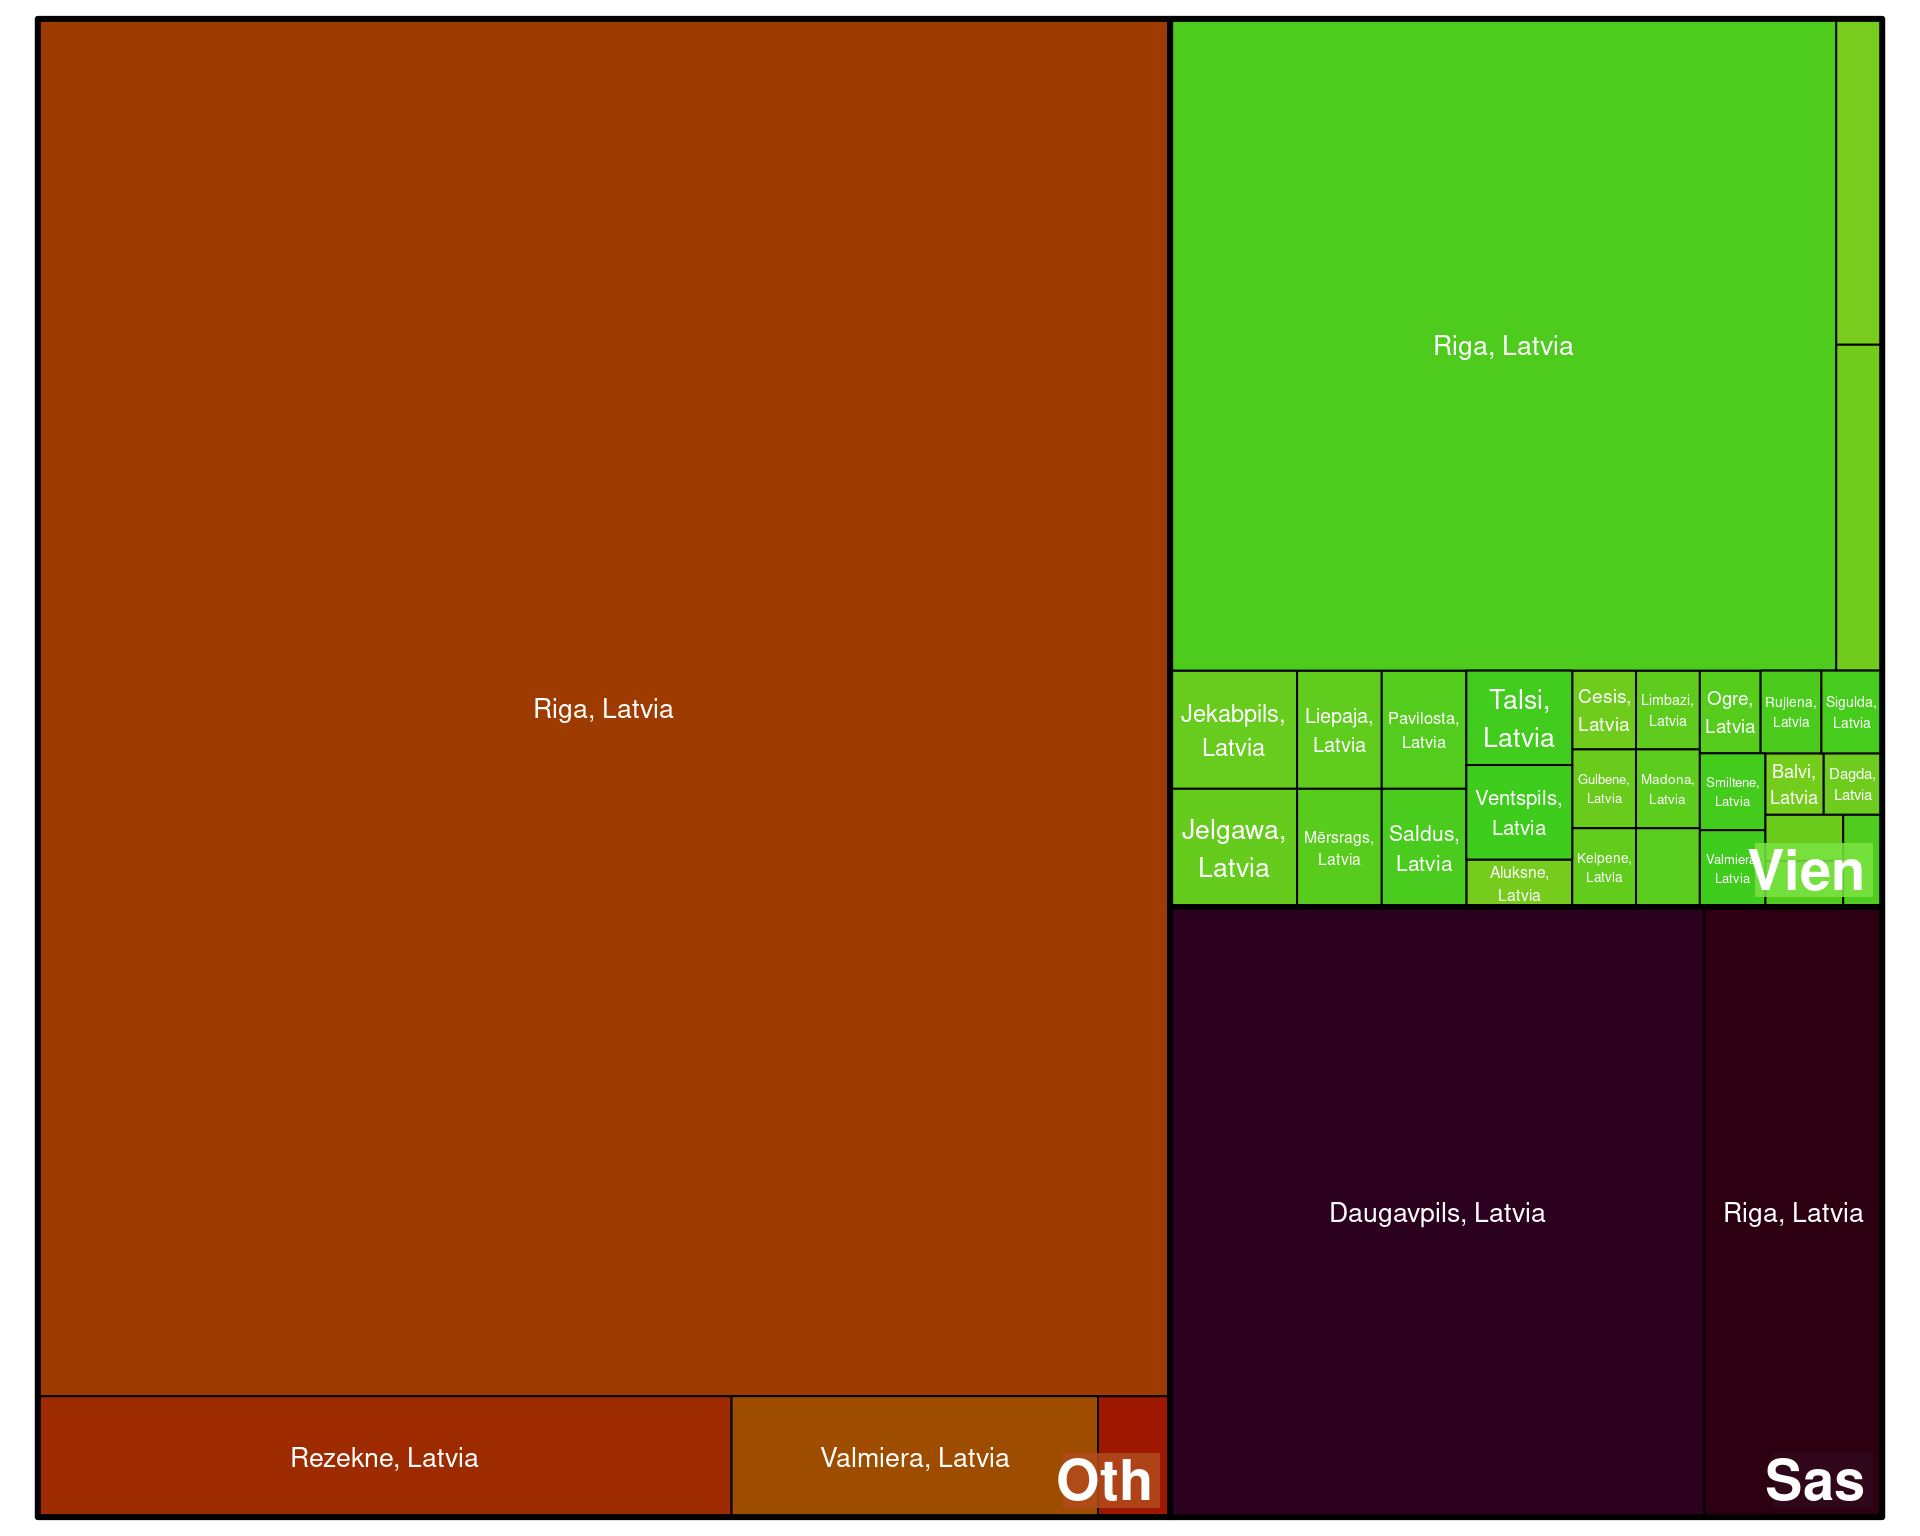 Riga, Latvia
Rezekne, Latvia
Valmiera, Latvia
Oth
Riga, Latvia
Jekabpils,
Latvia
Jelgawa,
Latvia
Liepaja,
Latvia
Mērsrags,
Latvia
Pavilosta,
Latvia
Saldus,
Latvia
Talsi,
Latvia
Ventspils,
Latvia
Aluksne,
Latvia
Cesis,
Latvia
Gulbene,
Latvia
Keipene,
Latvia
Limbazi,
Latvia
Madona,
Latvia
Ogre,
Latvia
Rujiena,
Latvia
Sigulda,
Latvia
Smiltene,
Latvia
Valmiera
Latvia
Balvi,
Latvia
Dagda,
Latvia
Vien
Daugavpils, Latvia
Riga, Latvia
Sas